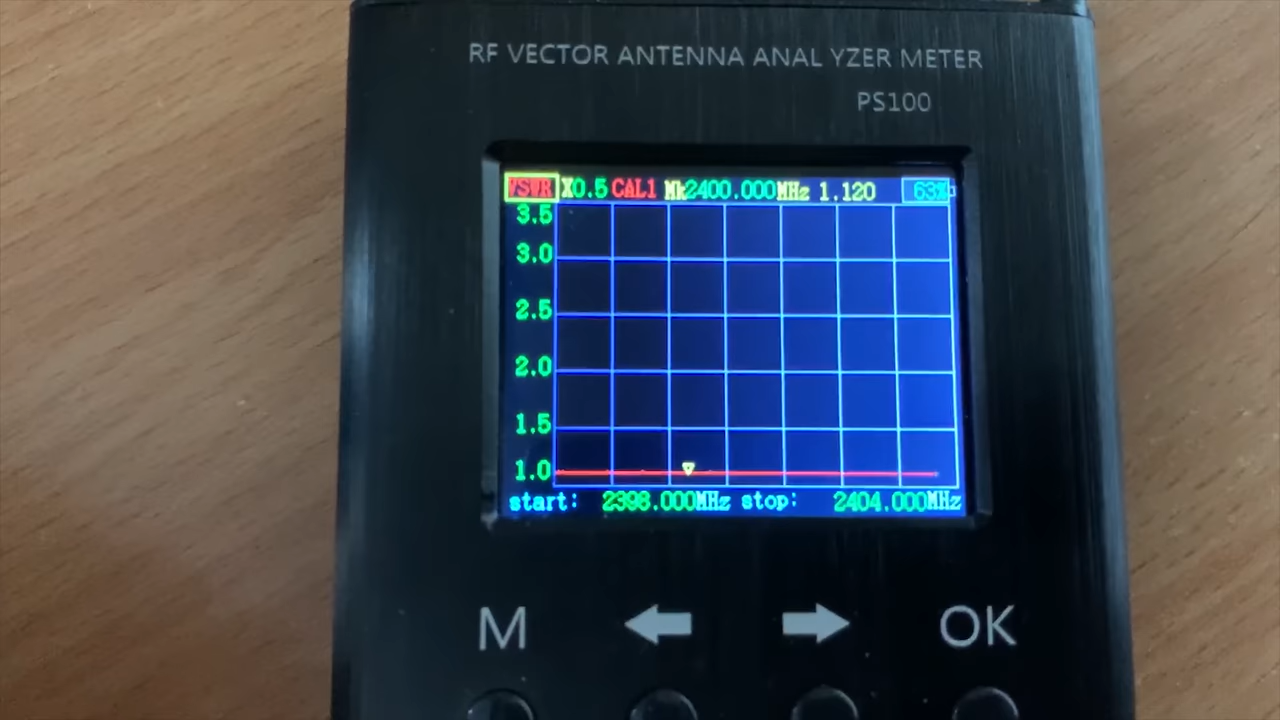 RF VECTOR ANTENNA ANAL YZER METER
PS100
VSWR X0.5 CAL1 Mk2400.000MHz 1.120 63%
3.5
3.0
2.5
2.0
1.5
1.0
start: 2398.000MHz stop: 2404.000MHz
M OK